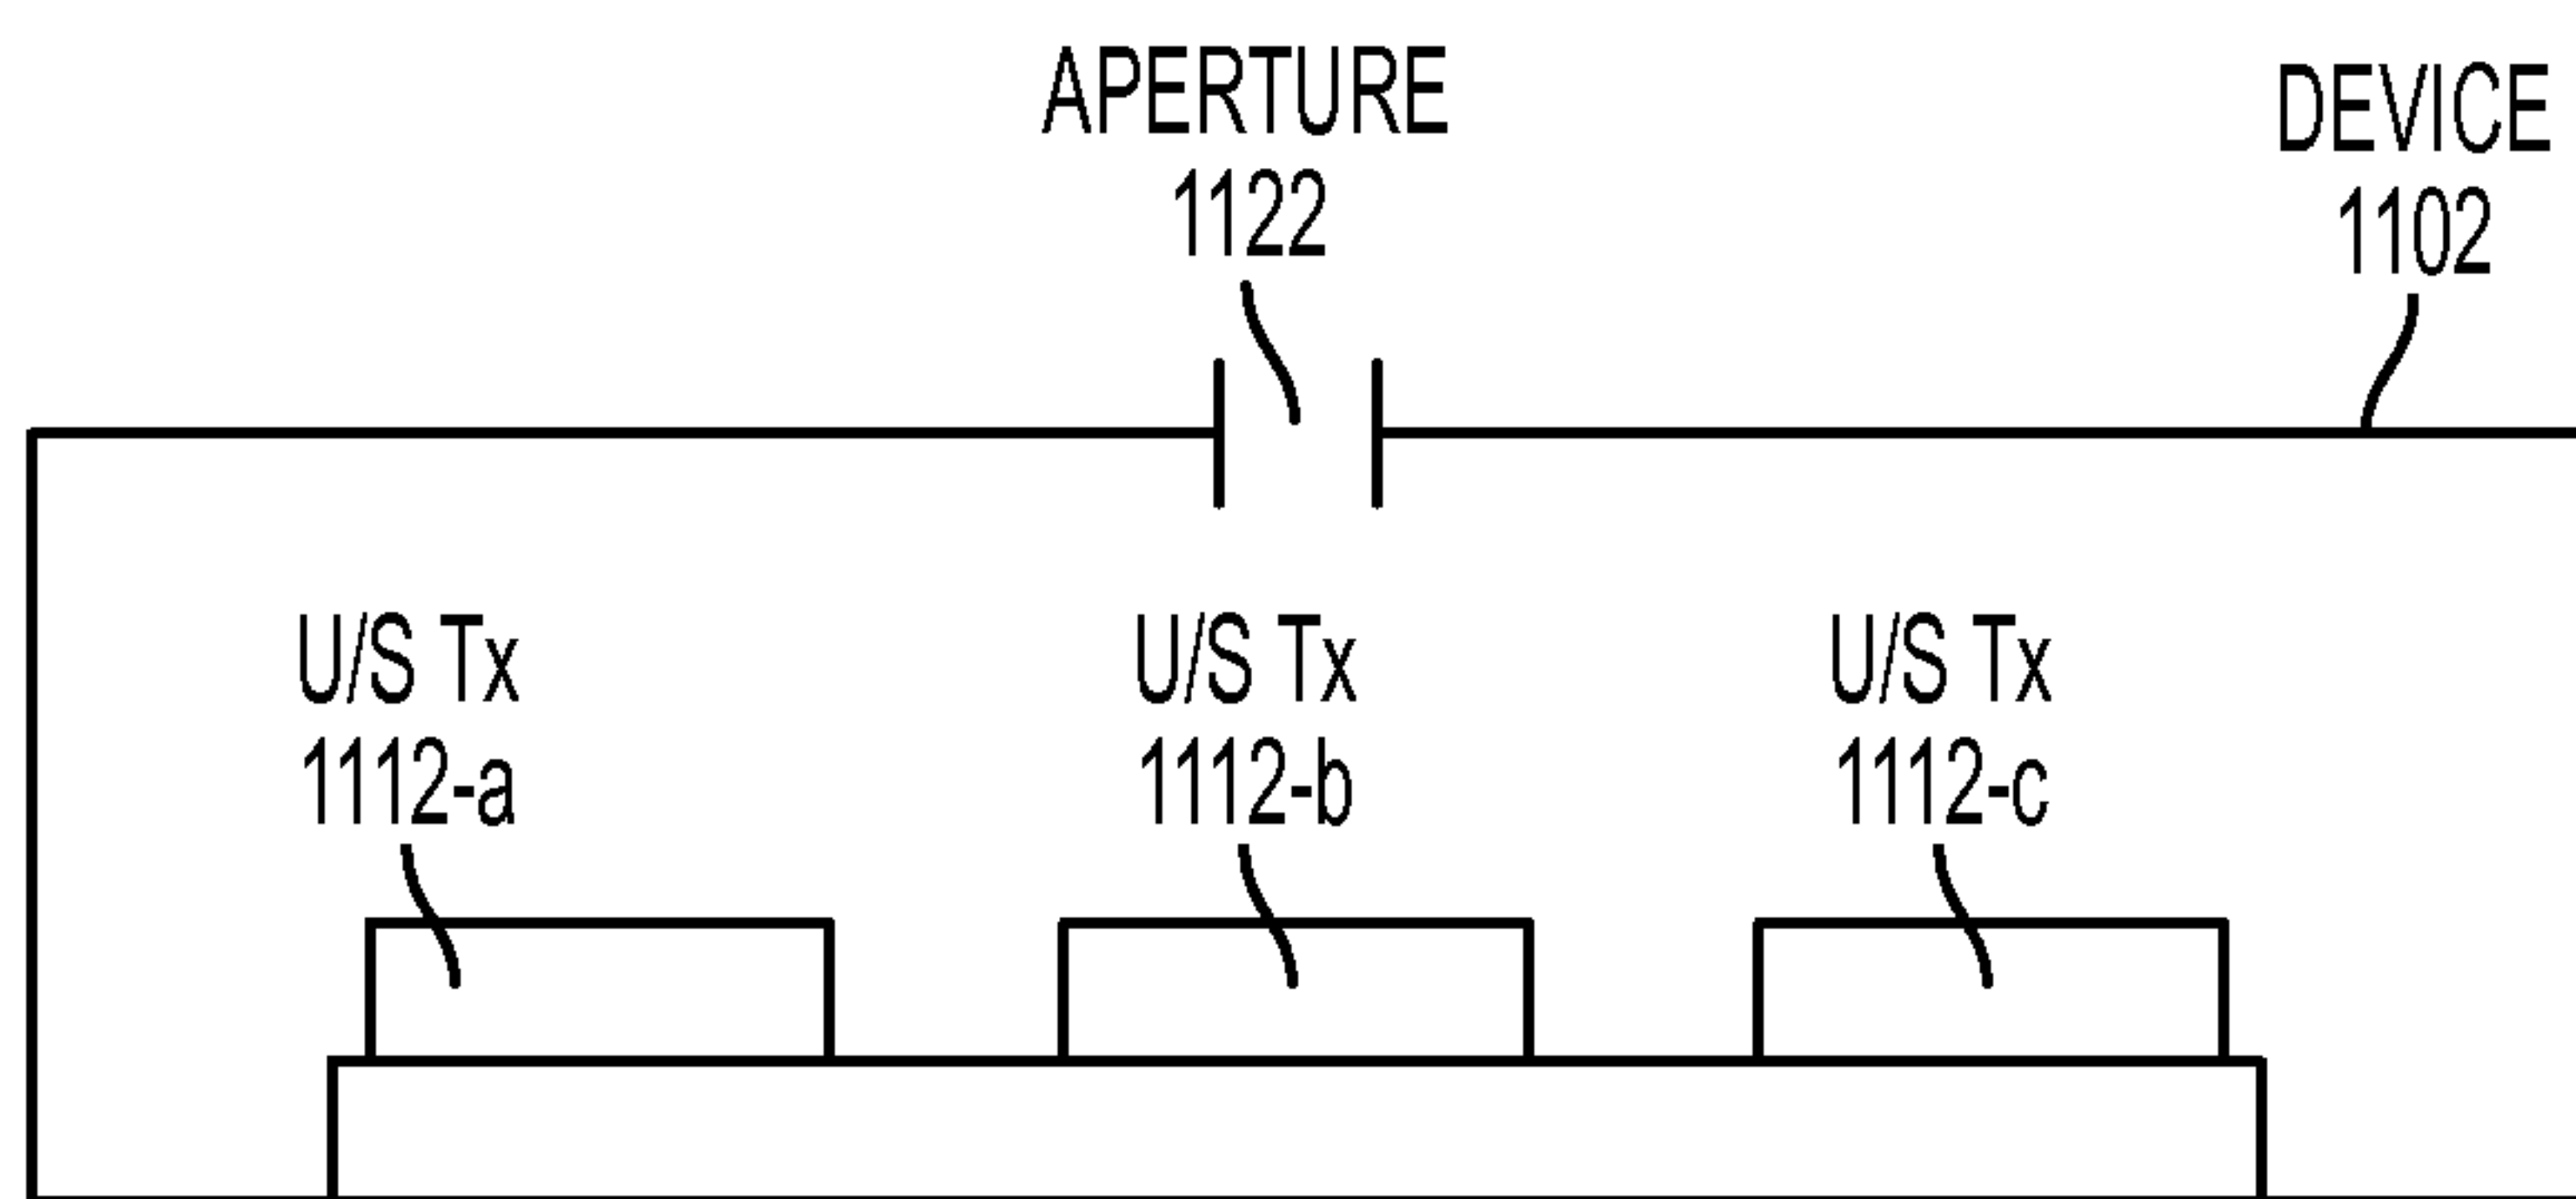 APERTURE
1122
DEVICE
1102
U/S Tx
1112-a
U/S Tx
1112-b
U/S Tx
1112-c